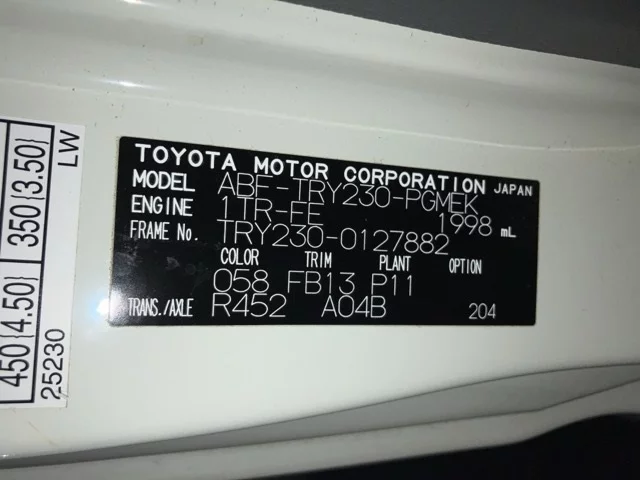 TOYOTA MOTOR CORPORATION JAPAN
MODEL ABF-TRY230-PGMEK
ENGINE 1TR-FE 1998 mL
FRAME No. TRY230-0127882
COLOR TRIM PLANT OPTION
058 FB13 P11
TRANS./AXLE R452 A04B 204
450(4.50) 350(3.50)
25230 LW